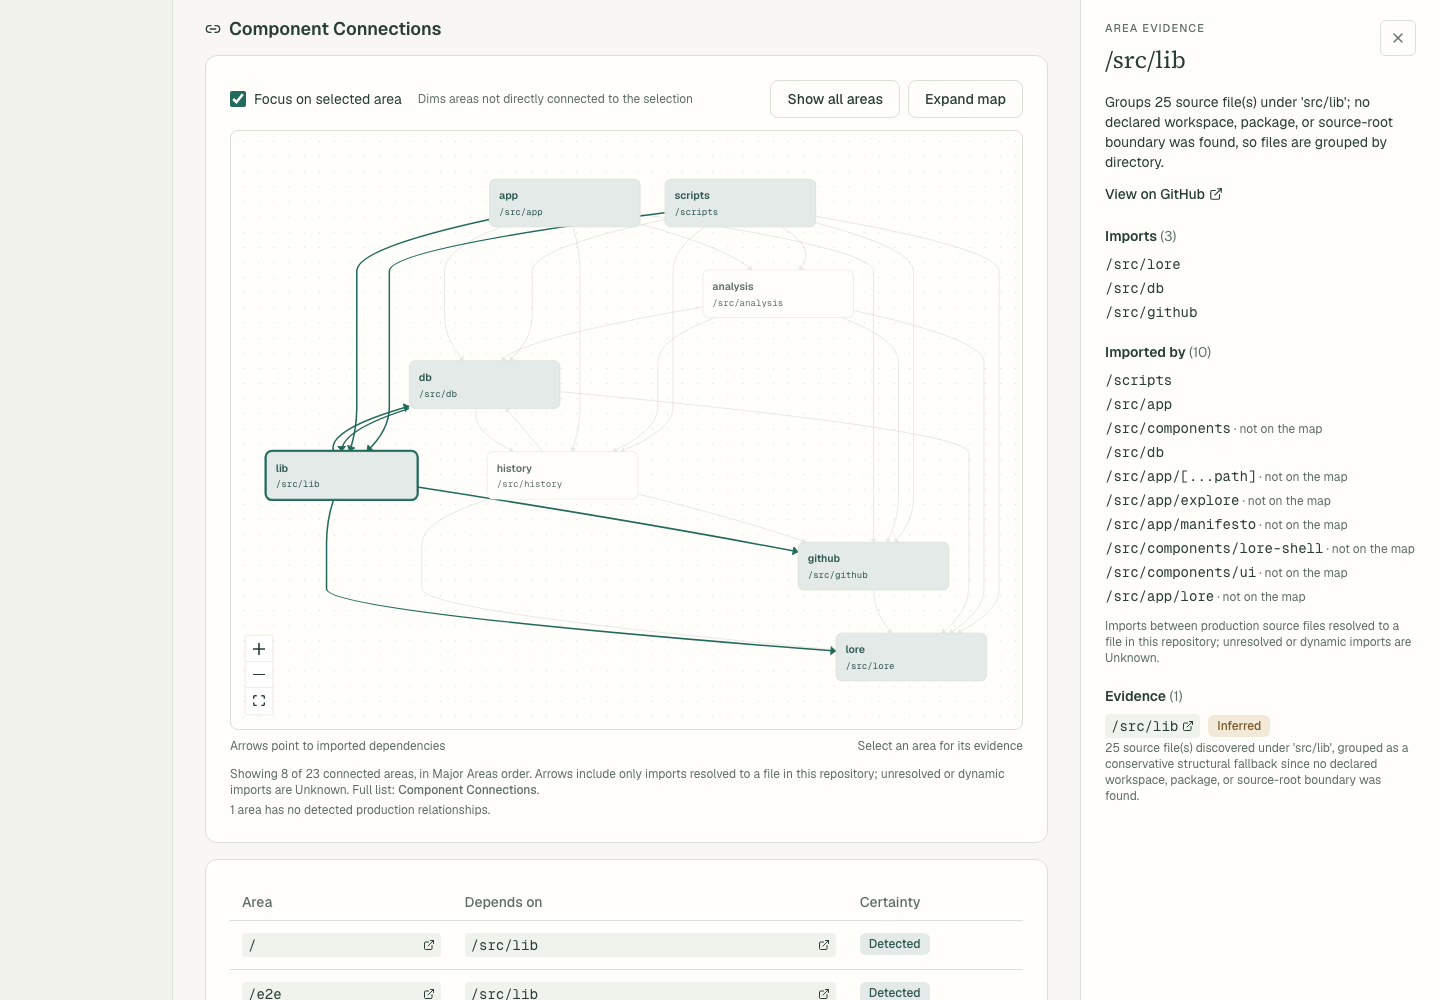 Component Connections
Focus on selected area
Dims areas not directly connected to the selection
Show all areas
Expand map
app
/src/app
scripts
/scripts
analysis
/src/analysis
db
/src/db
lib
/src/lib
history
/src/history
github
/src/github
lore
/src/lore
Arrows point to imported dependencies
Select an area for its evidence
Showing 8 of 23 connected areas, in Major Areas order. Arrows include only imports resolved to a file in this repository; unresolved or dynamic
imports are Unknown. Full list: Component Connections.
1 area has no detected production relationships.
Area
Depends on
Certainty
/
/src/lib
Detected
/e2e
/src/lib
Detected
AREA EVIDENCE
/src/lib
Groups 25 source file(s) under 'src/lib'; no
declared workspace, package, or source-root
boundary was found, so files are grouped by
directory.
View on GitHub
Imports (3)
/src/lore
/src/db
/src/github
Imported by (10)
/scripts
/src/app
/src/components · not on the map
/src/db
/src/app/[...path] · not on the map
/src/app/explore · not on the map
/src/app/manifesto · not on the map
/src/components/lore-shell · not on the map
/src/components/ui · not on the map
/src/app/lore · not on the map
Imports between production source files resolved to a
file in this repository; unresolved or dynamic imports are
Unknown.
Evidence (1)
/src/lib
Inferred
25 source file(s) discovered under 'src/lib', grouped as a
conservative structural fallback since no declared
workspace, package, or source-root boundary was
found.